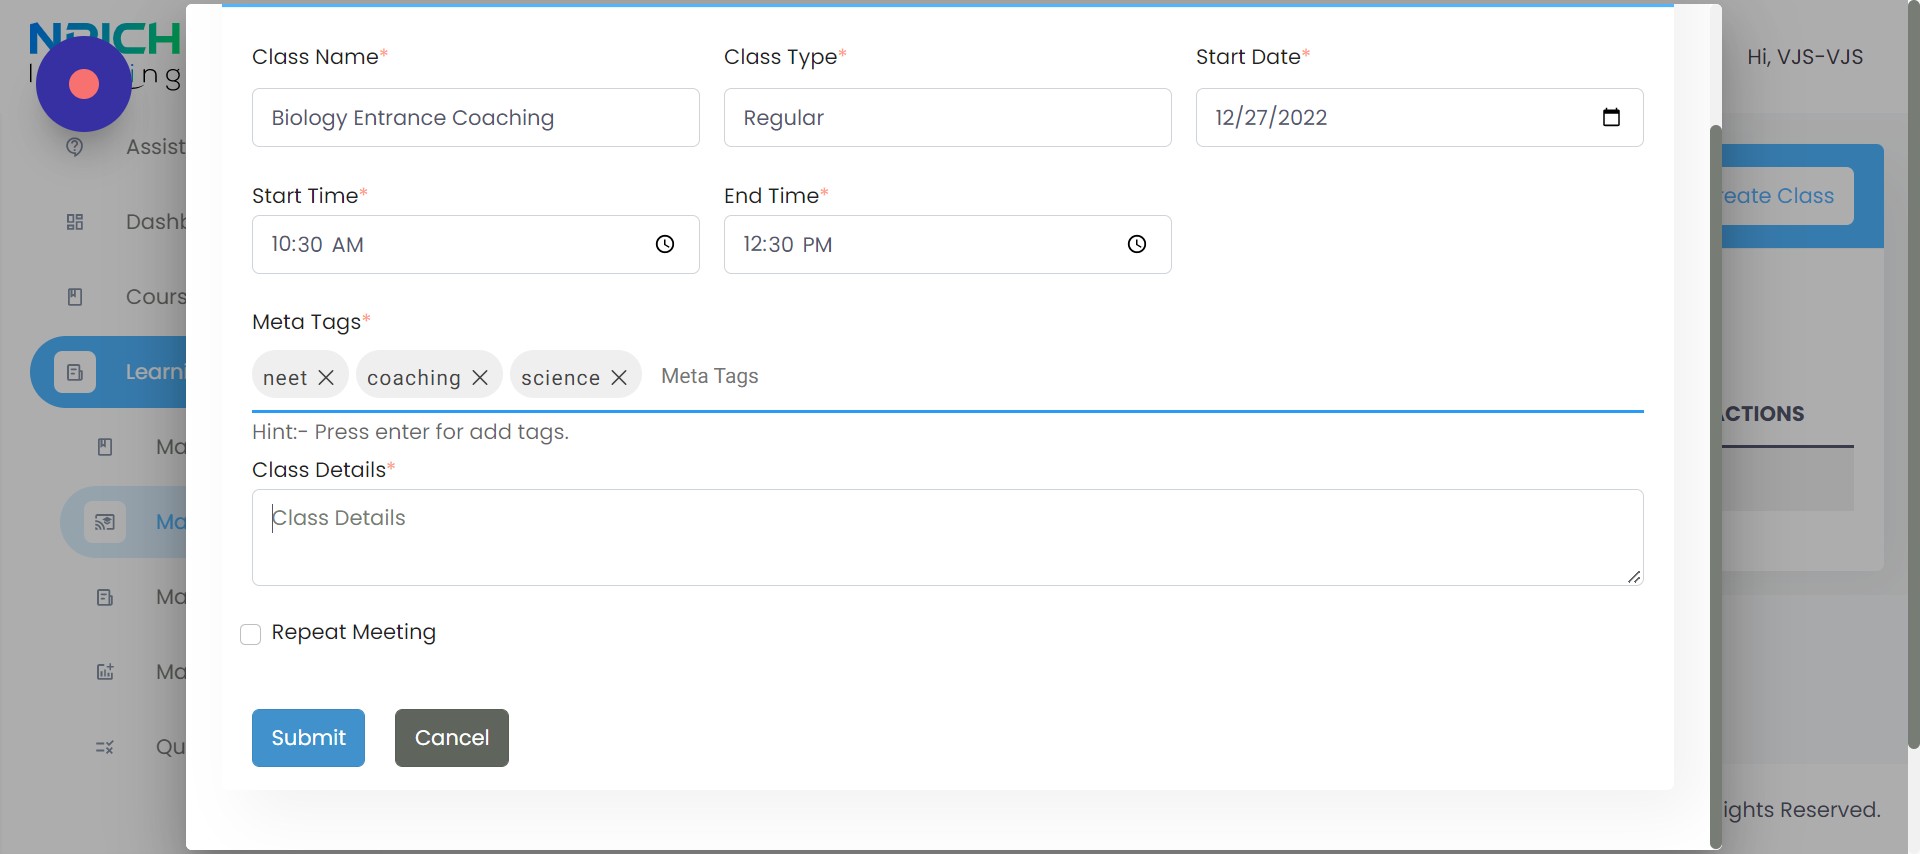 Hi, VJS-VJS
Class Name*
Class Type*
Start Date*
Biology Entrance Coaching
Regular
12/27/2022
Assist
Dashb
Start Time*
End Time*
eate Class
10:30 AM
12:30 PM
Cours
Meta Tags*
Learni
neet
coaching
science
Meta Tags
CTIONS
Hint:- Press enter for add tags.
Ma
Class Details*
Class Details
Ma
Ma
Repeat Meeting
Ma
Submit
Cancel
Qu
ights Reserved.